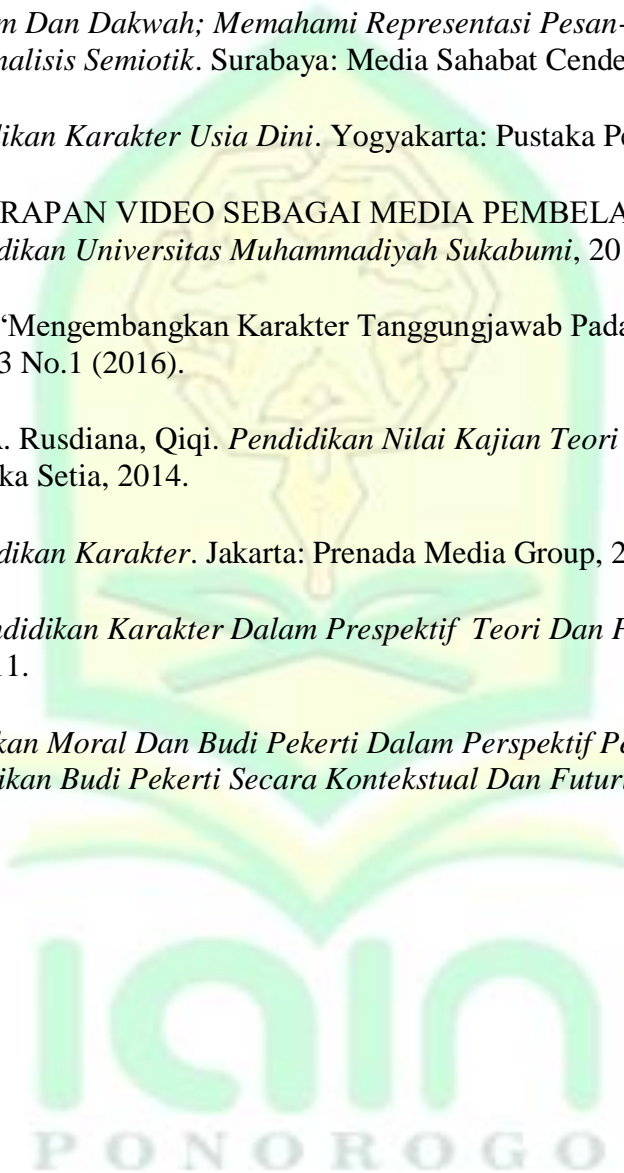 m Dan Dakwah; Memahami Representasi Pesan-
nalisis Semiotik. Surabaya: Media Sahabat Cende
dikan Karakter Usia Dini. Yogyakarta: Pustaka Pe
RAPAN VIDEO SEBAGAI MEDIA PEMBELA
dikan Universitas Muhammadiyah Sukabumi, 20
“Mengembangkan Karakter Tanggungjawab Pada
3 No.1 (2016).
. Rusdiana, Qiqi. Pendidikan Nilai Kajian Teori
ka Setia, 2014.
dikan Karakter. Jakarta: Prenada Media Group, 2
ndidikan Karakter Dalam Prespektif Teori Dan P
11.
kan Moral Dan Budi Pekerti Dalam Perspektif Pe
ikan Budi Pekerti Secara Kontekstual Dan Futur
iain
PONOROGO